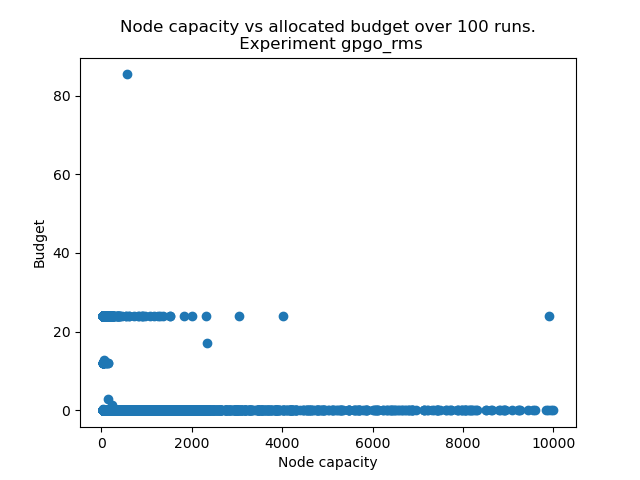 Node capacity vs allocated budget over 100 runs.
Experiment gpgo_rms
80
60
40
20
0
Budget
0 2000 4000 6000 8000 10000
Node capacity